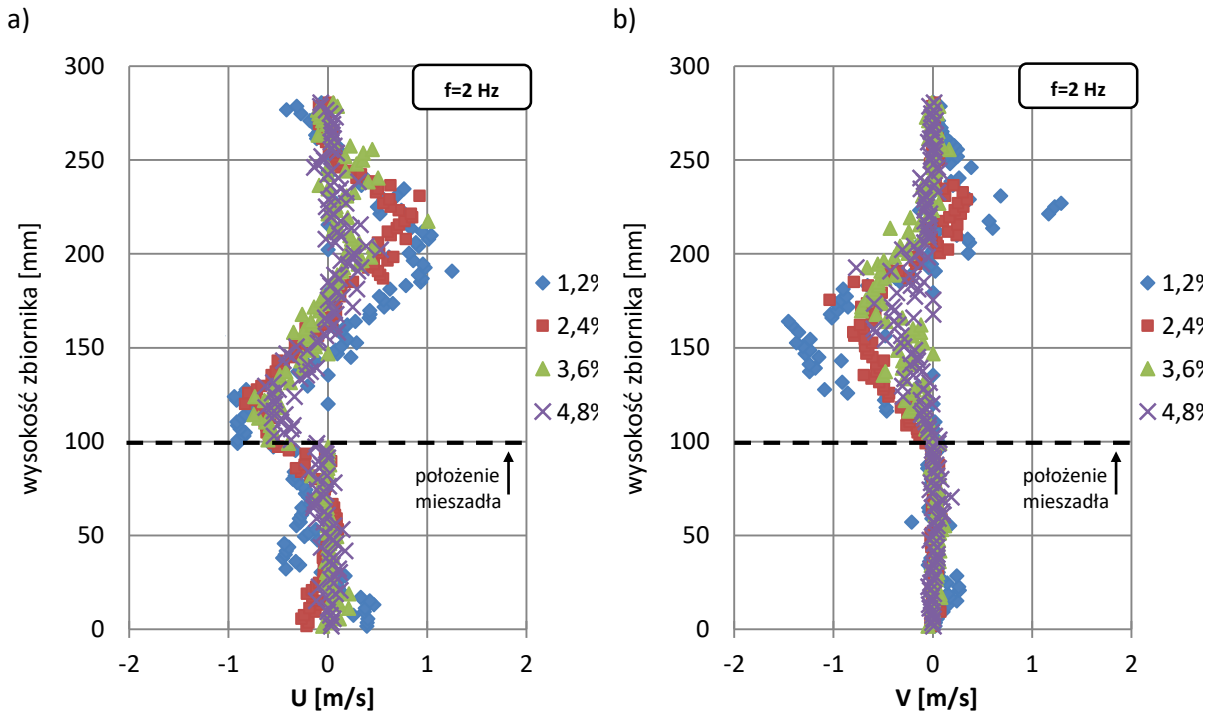 a)
f=2 Hz
wysokość zbiornika [mm]
300
250
200
150
100
50
0
-2
-1
0
1
2
U [m/s]
położenie
mieszadła
1,2%
2,4%
3,6%
4,8%
b)
f=2 Hz
wysokość zbiornika [mm]
300
250
200
150
100
50
0
-2
-1
0
1
2
V [m/s]
położenie
mieszadła
1,2%
2,4%
3,6%
4,8%